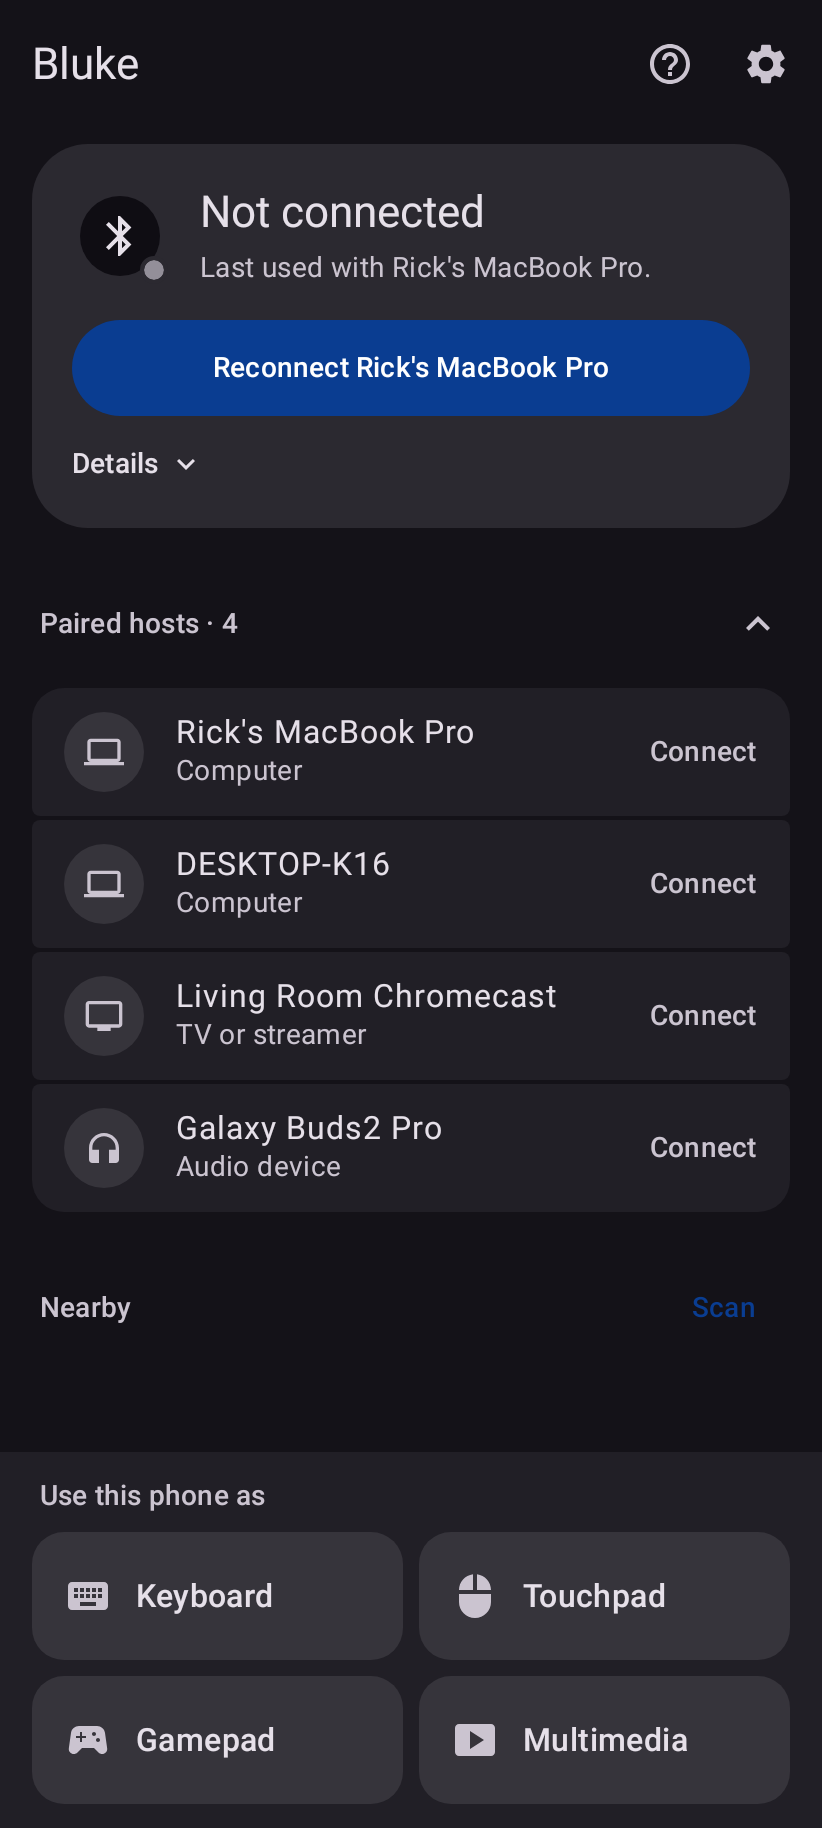 Bluke
Not connected
Last used with Rick's MacBook Pro.
Reconnect Rick's MacBook Pro
Details
Paired hosts · 4
Rick's MacBook Pro
Computer
Connect
DESKTOP-K16
Computer
Connect
Living Room Chromecast
TV or streamer
Connect
Galaxy Buds2 Pro
Audio device
Connect
Nearby
Scan
Use this phone as
Keyboard
Touchpad
Gamepad
Multimedia